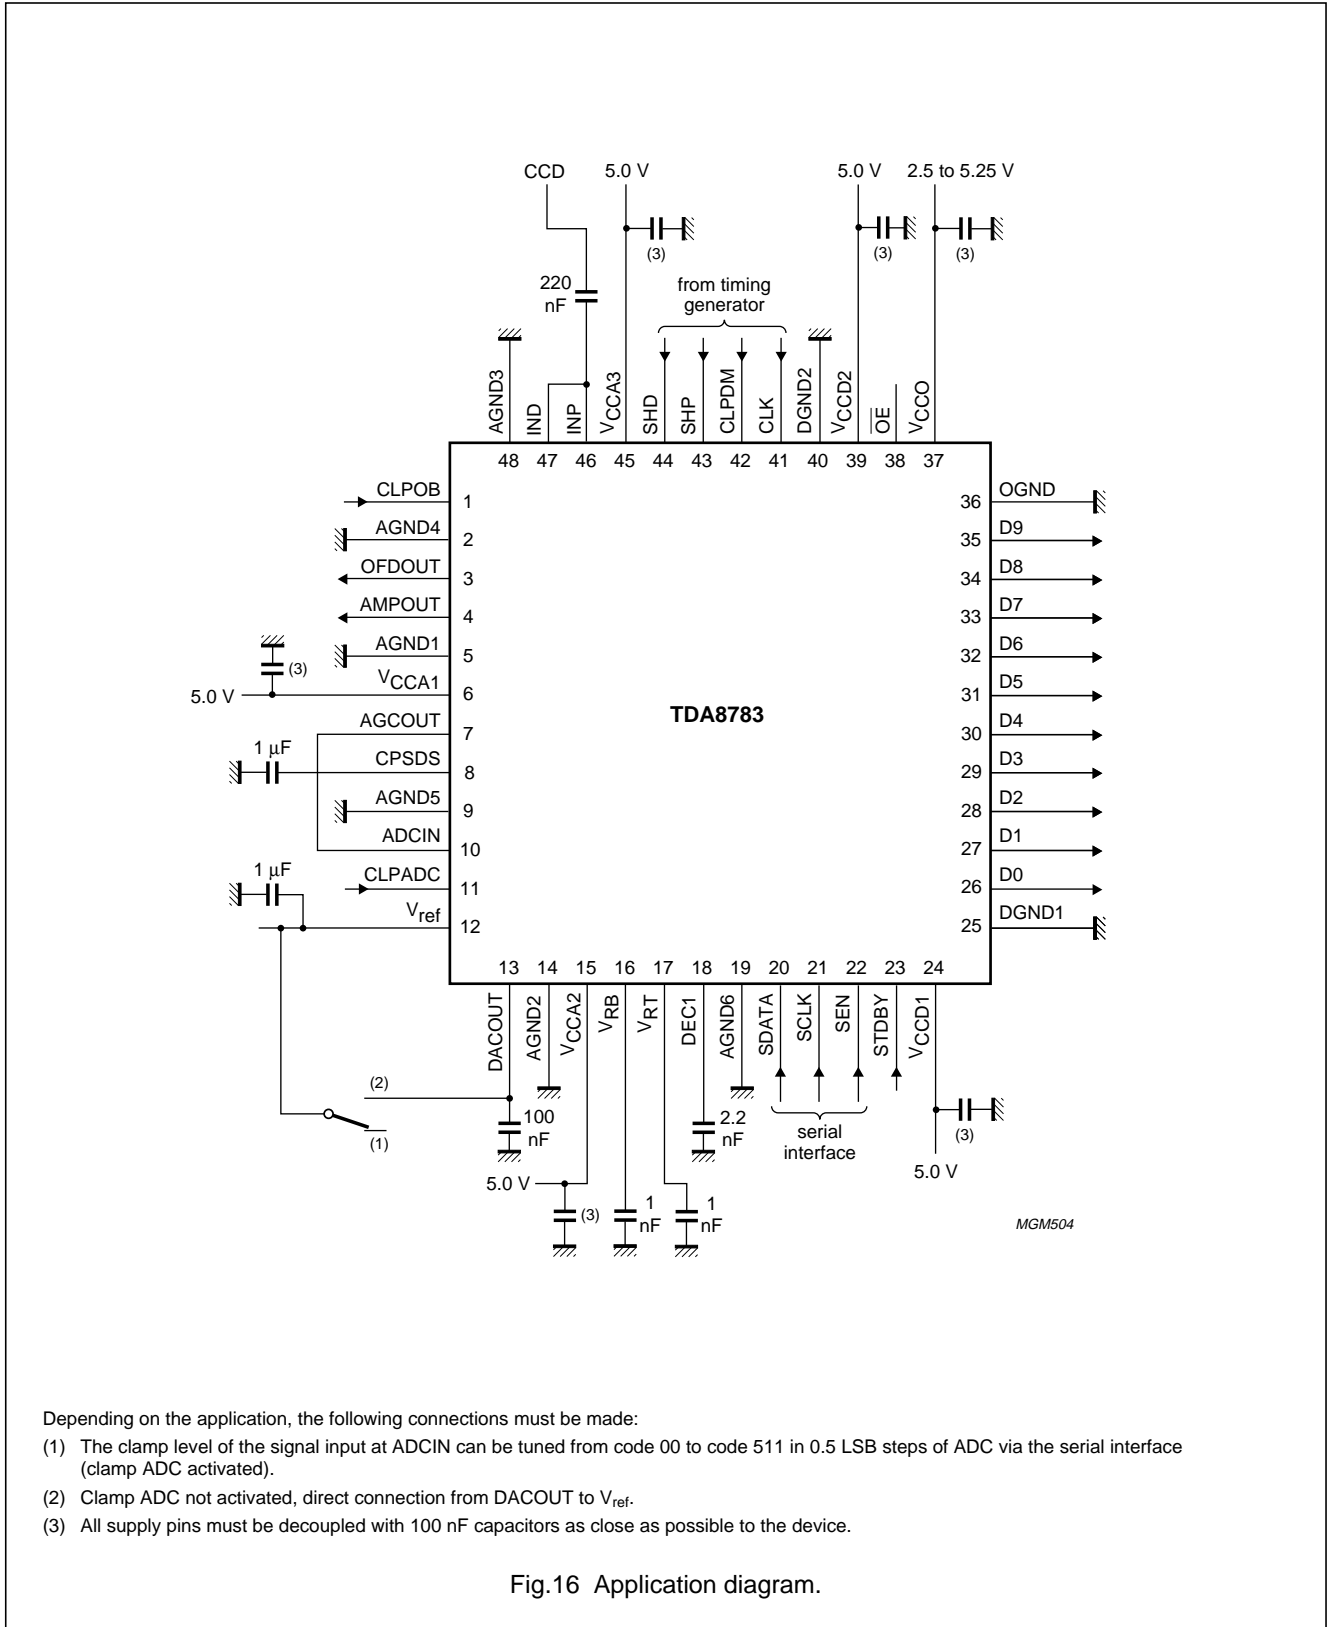 CCD 5.0 V 5.0 V 2.5 to 5.25 V
(3) (3) (3)
220 nF
from timing generator
AGND3 IND INP VCCA3 SHD SHP CLPDM CLK DGND2 VCCD2 OE VCCO
48 47 46 45 44 43 42 41 40 39 38 37
CLPOB 1
AGND4 2
OFDOUT 3
AMPOUT 4
AGND1 5
(3)
5.0 V VCCA1 6
AGCOUT 7
1 µF CPSDS 8
AGND5 9
ADCIN 10
1 µF CLPADC 11
Vref 12
TDA8783
36 OGND
35 D9
34 D8
33 D7
32 D6
31 D5
30 D4
29 D3
28 D2
27 D1
26 D0
25 DGND1
13 14 15 16 17 18 19 20 21 22 23 24
DACOUT AGND2 VCCA2 VRB VRT DEC1 AGND6 SDATA SCLK SEN STDBY VCCD1
(2)
(1)
100 nF
2.2 nF
serial interface
(3)
5.0 V
5.0 V
(3)
1 nF
1 nF
MGM504
Depending on the application, the following connections must be made:
(1) The clamp level of the signal input at ADCIN can be tuned from code 00 to code 511 in 0.5 LSB steps of ADC via the serial interface
(clamp ADC activated).
(2) Clamp ADC not activated, direct connection from DACOUT to Vref.
(3) All supply pins must be decoupled with 100 nF capacitors as close as possible to the device.
Fig.16 Application diagram.